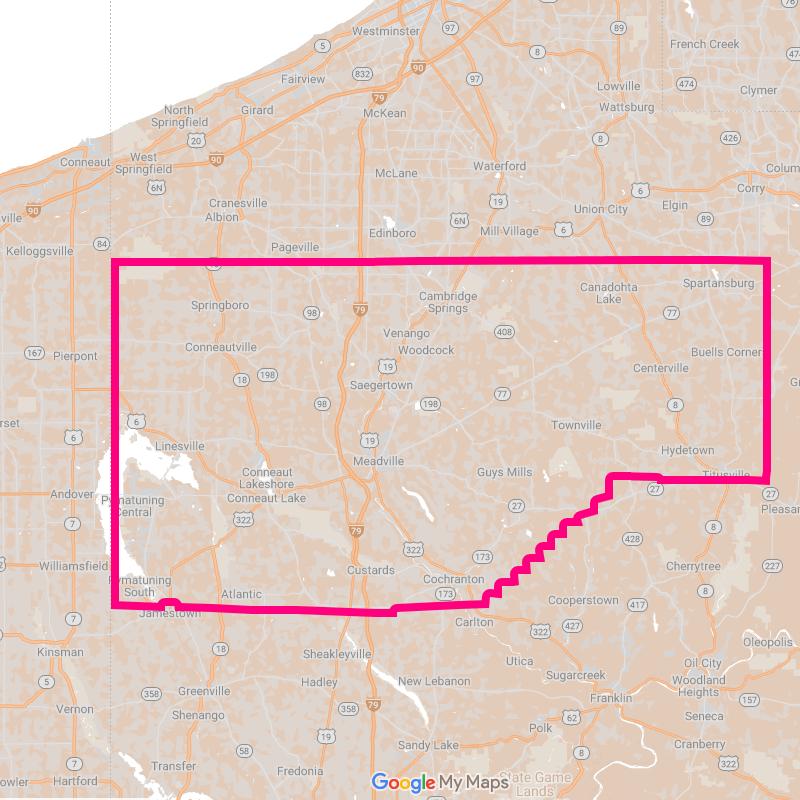 Westminster
97
89
76
French Creek
5
8
474
90
Fairview
832
97
474
Lowville
Clymer
79
Wattsburg
North
Springfield
Girard
McKean
20
8
426
Conneaut
West
Springfield
90
Waterford
Colum
McLane
6N
6
Corry
Cranesville
19
Elgin
90
Albion
Union City
89
ville
6N
Edinboro
Mill Village
6
84
Kelloggsville
Pageville
Canadohta
Lake
Spartansburg
Cambridge
Springs
Springboro
98
79
77
Venango
408
167
Pierpont
Conneautville
Woodcock
Buells Corner
19
Centerville
18
198
Saegertown
77
98
198
8
rset
6
Townville
6
19
Linesville
Hydetown
Meadville
Conneaut
Lakeshore
Guys Mills
Titusville
Andover
Pymatuning
Central
Conneaut Lake
27
27
27
Pleasan
322
7
79
8
428
322
173
Williamsfield
Custards
Cherrytree
227
Pymatuning
South
Cochranton
173
8
Atlantic
Cooperstown
417
Jamestown
7
Carlton
427
322
18
Oleopolis
Kinsman
Sheakleyville
Utica
Oil City
Sugarcreek
Woodland
Heights
5
Hadley
New Lebanon
358
Greenville
Franklin
157
Vernon
358
79
Shenango
62
Seneca
19
Polk
Cranberry
58
Sandy Lake
8
322
7
Transfer
Fredonia
State Game
Lands
owler
Hartford
Google My Maps